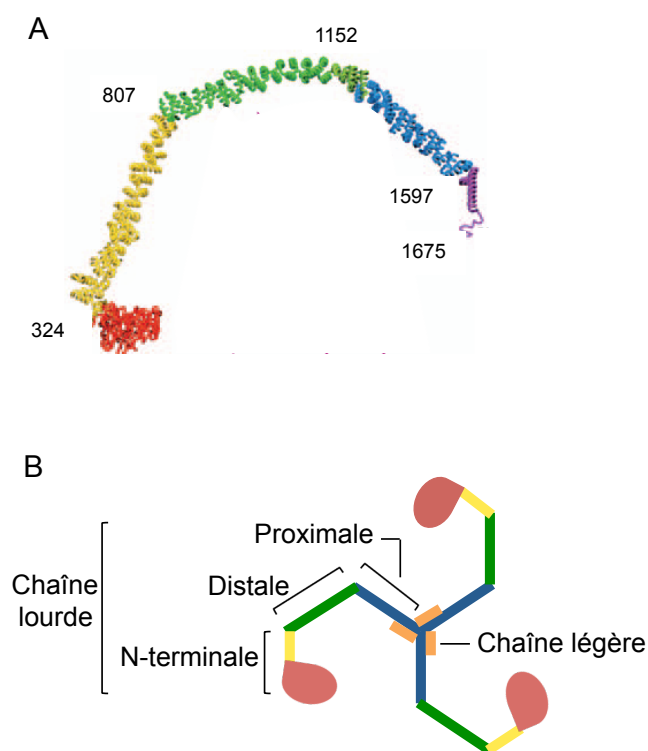 A
1152
807
1597
1675
324
B
Proximale
Distale
Chaîne
lourde
N-terminale
Chaîne légère